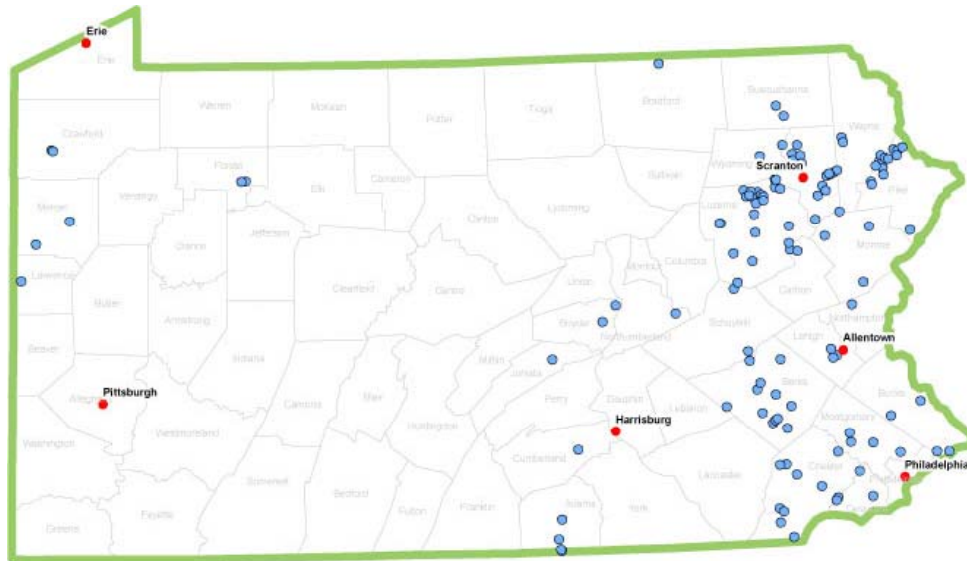 Erie
Erie
Warren
McKean
Potter
Tioga
Bradford
Susquehanna
Wayne
Crawford
Wyoming
Scranton
Forest
Elk
Cameron
Sullivan
Pike
Venango
Mercer
Luzerne
Clinton
Lycoming
Jefferson
Clarion
Monroe
Columbia
Lawrence
Butler
Clearfield
Centre
Union
Montour
Carbon
Armstrong
Snyder
Northumberland
Schuylkill
Northampton
Lehigh
Allentown
Beaver
Indiana
Mifflin
Juniata
Berks
Pittsburgh
Allegheny
Cambria
Blair
Perry
Dauphin
Lebanon
Bucks
Huntingdon
Harrisburg
Montgomery
Westmoreland
Washington
Cumberland
Chester
Philadelphia
Lancaster
Somerset
Bedford
Fulton
Franklin
Adams
York
Greene
Fayette